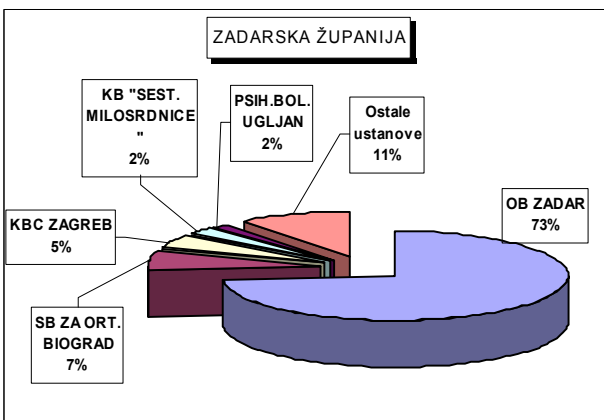 ZADARSKA ŽUPANIJA
KB "SEST.
MILOSRDNICE
"
2%
PSIH.BOL.
UGLJAN
2%
Ostale
ustanove
11%
OB ZADAR
73%
KBC ZAGREB
5%
SB ZA ORT.
BIOGRAD
7%